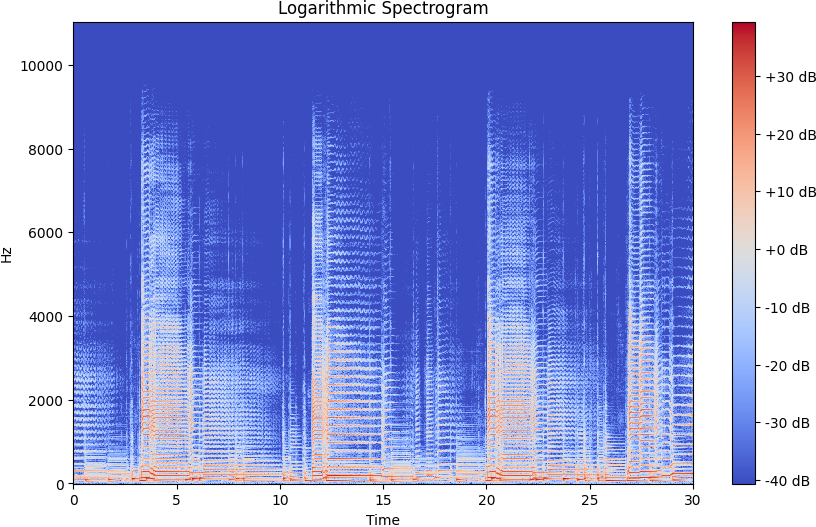 Logarithmic Spectrogram
Hz
10000
8000
6000
4000
2000
0
0 5 10 15 20 25 30
Time
+30 dB
+20 dB
+10 dB
+0 dB
-10 dB
-20 dB
-30 dB
-40 dB